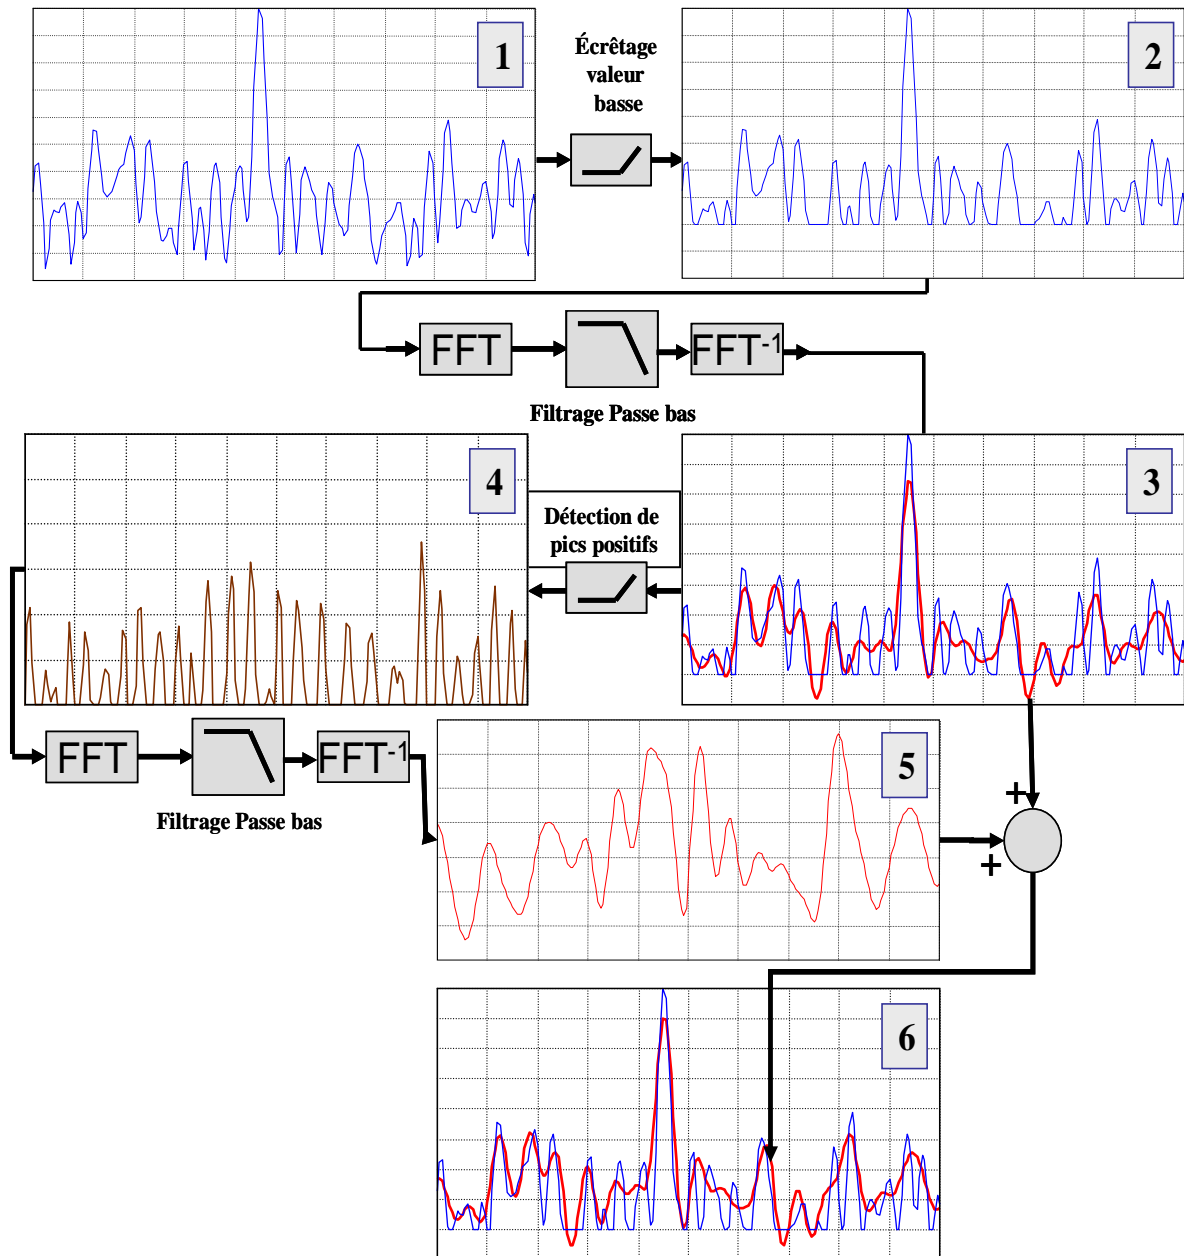 1
Écrêtage
valeur
basse
2
FFT
FFT-1
Filtrage Passe bas
4
Détection de
pics positifs
3
FFT
FFT-1
Filtrage Passe bas
5
+
+
6